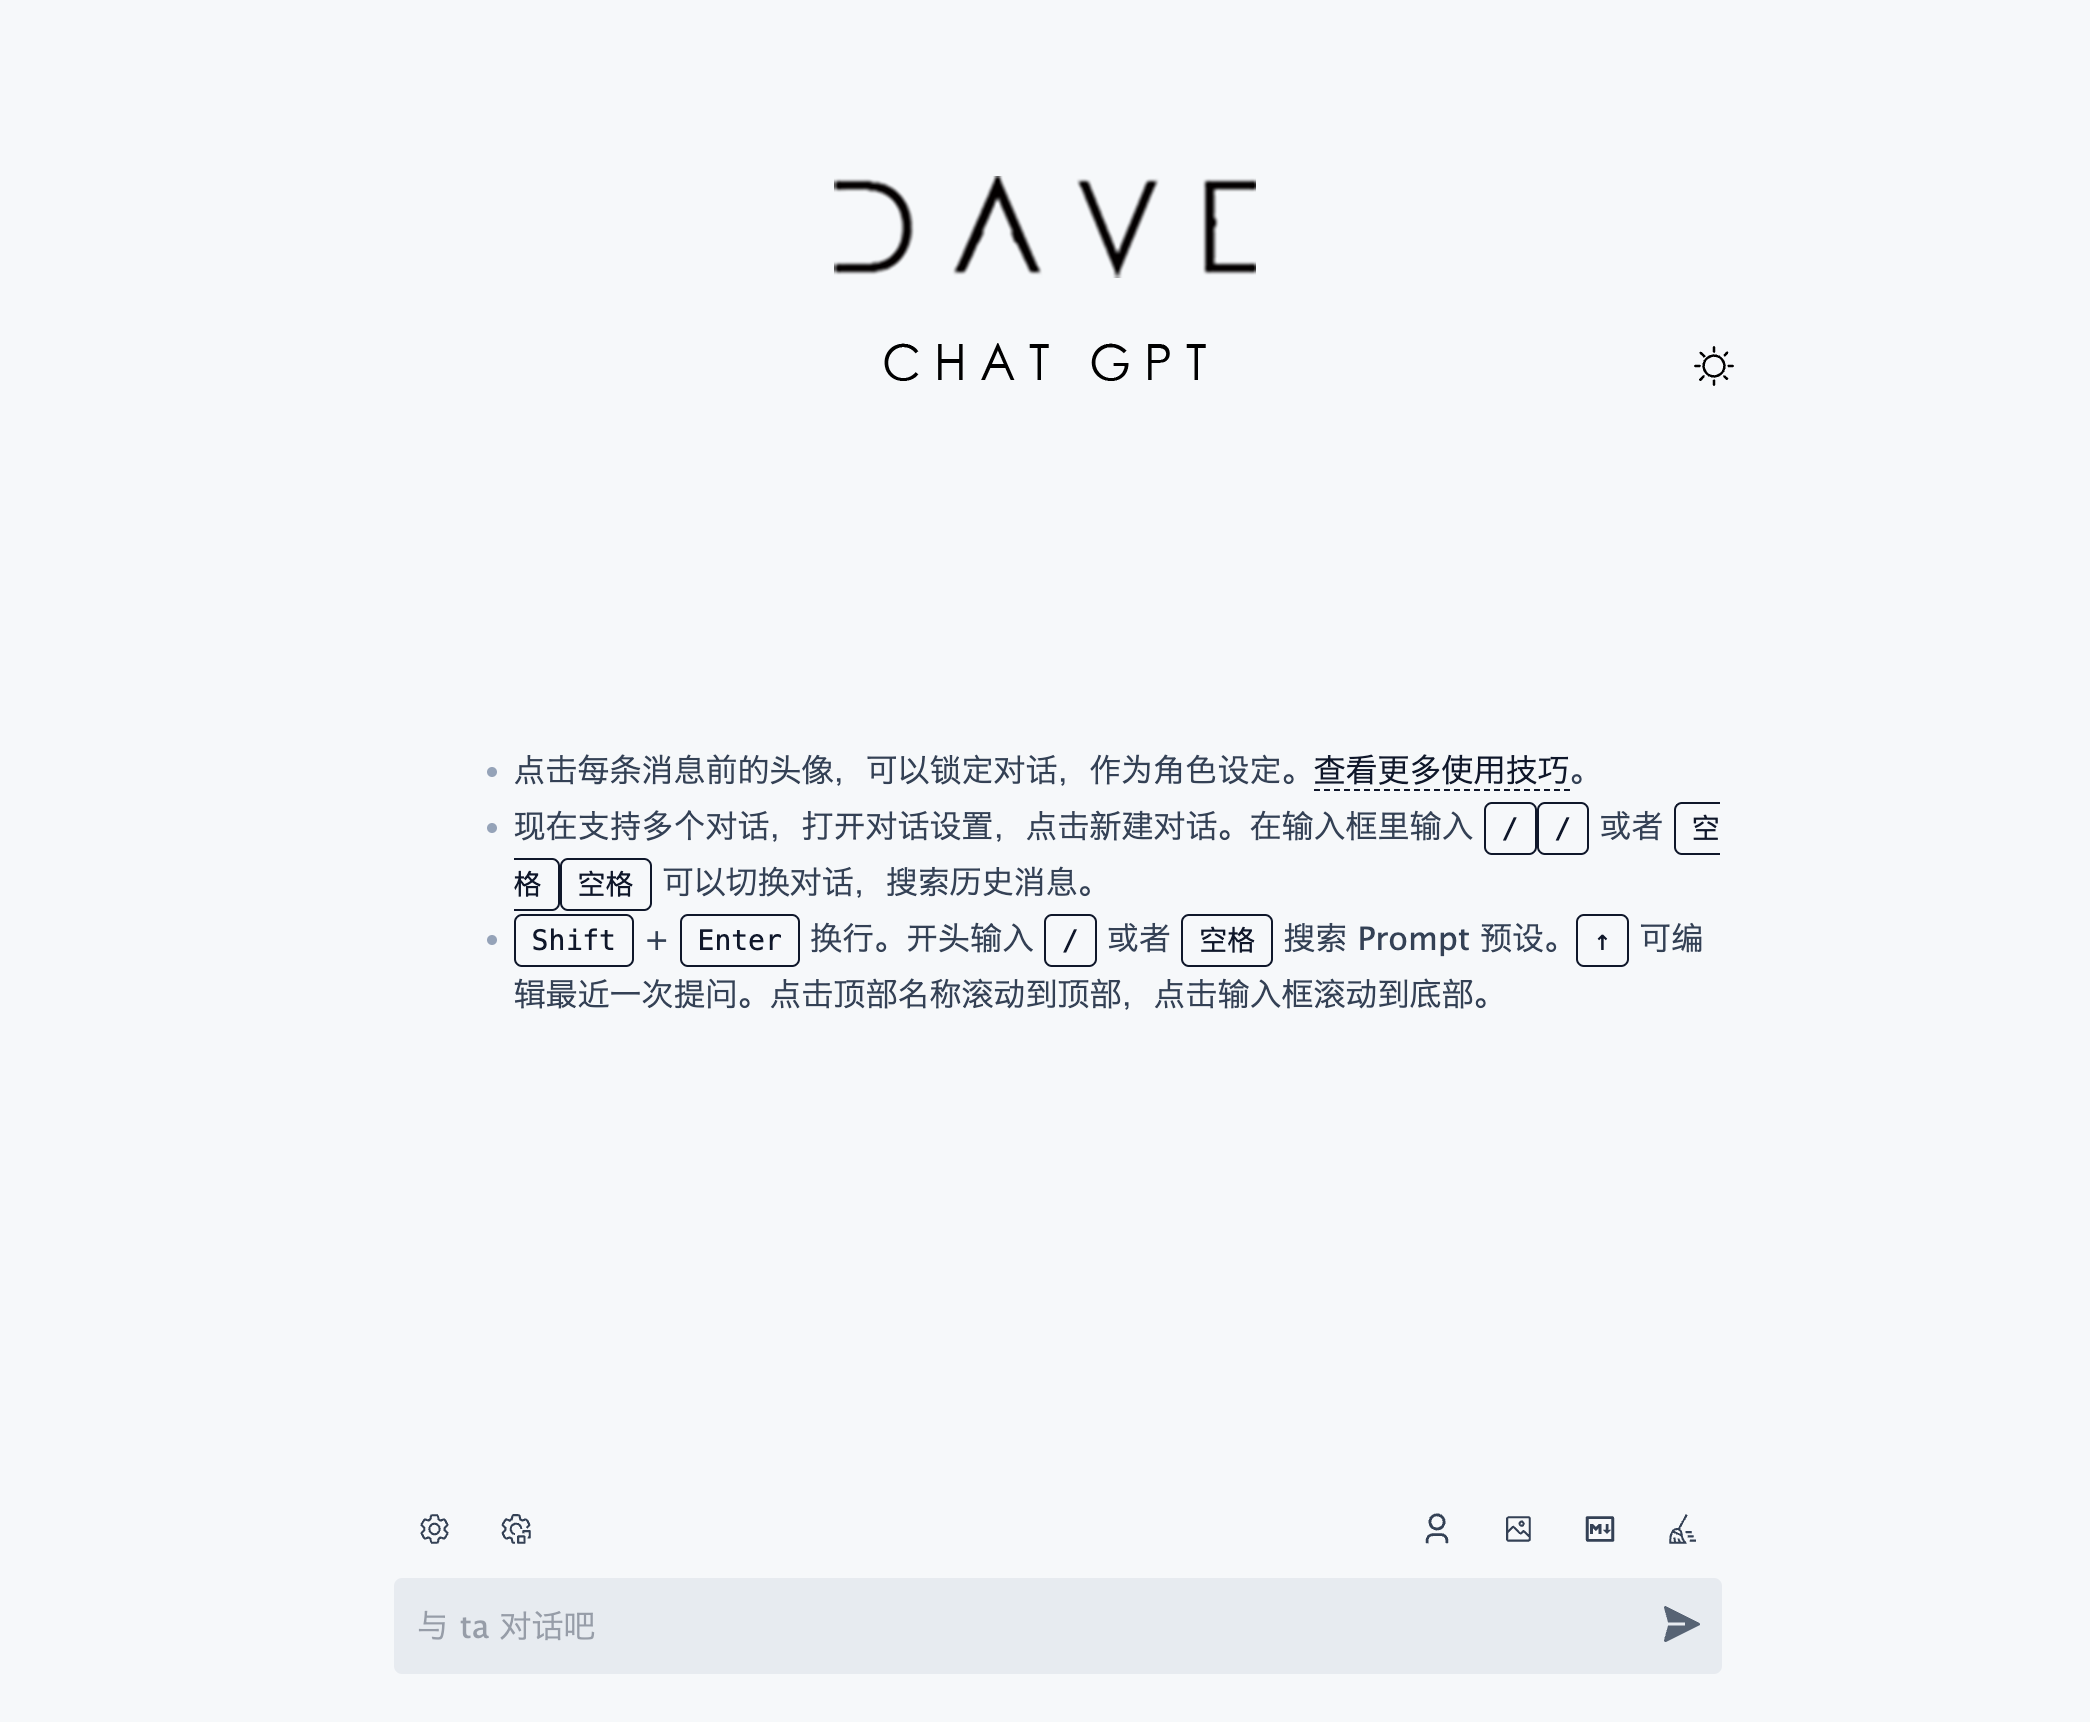 DAVE
CHAT GPT
点击每条消息前的头像，可以锁定对话，作为角色设定。查看更多使用技巧。
现在支持多个对话，打开对话设置，点击新建对话。在输入框里输入 / / 或者 空
格 空格 可以切换对话，搜索历史消息。
Shift + Enter 换行。开头输入 / 或者 空格 搜索 Prompt 预设。↑ 可编
辑最近一次提问。点击顶部名称滚动到顶部，点击输入框滚动到底部。
M↓
与 ta 对话吧